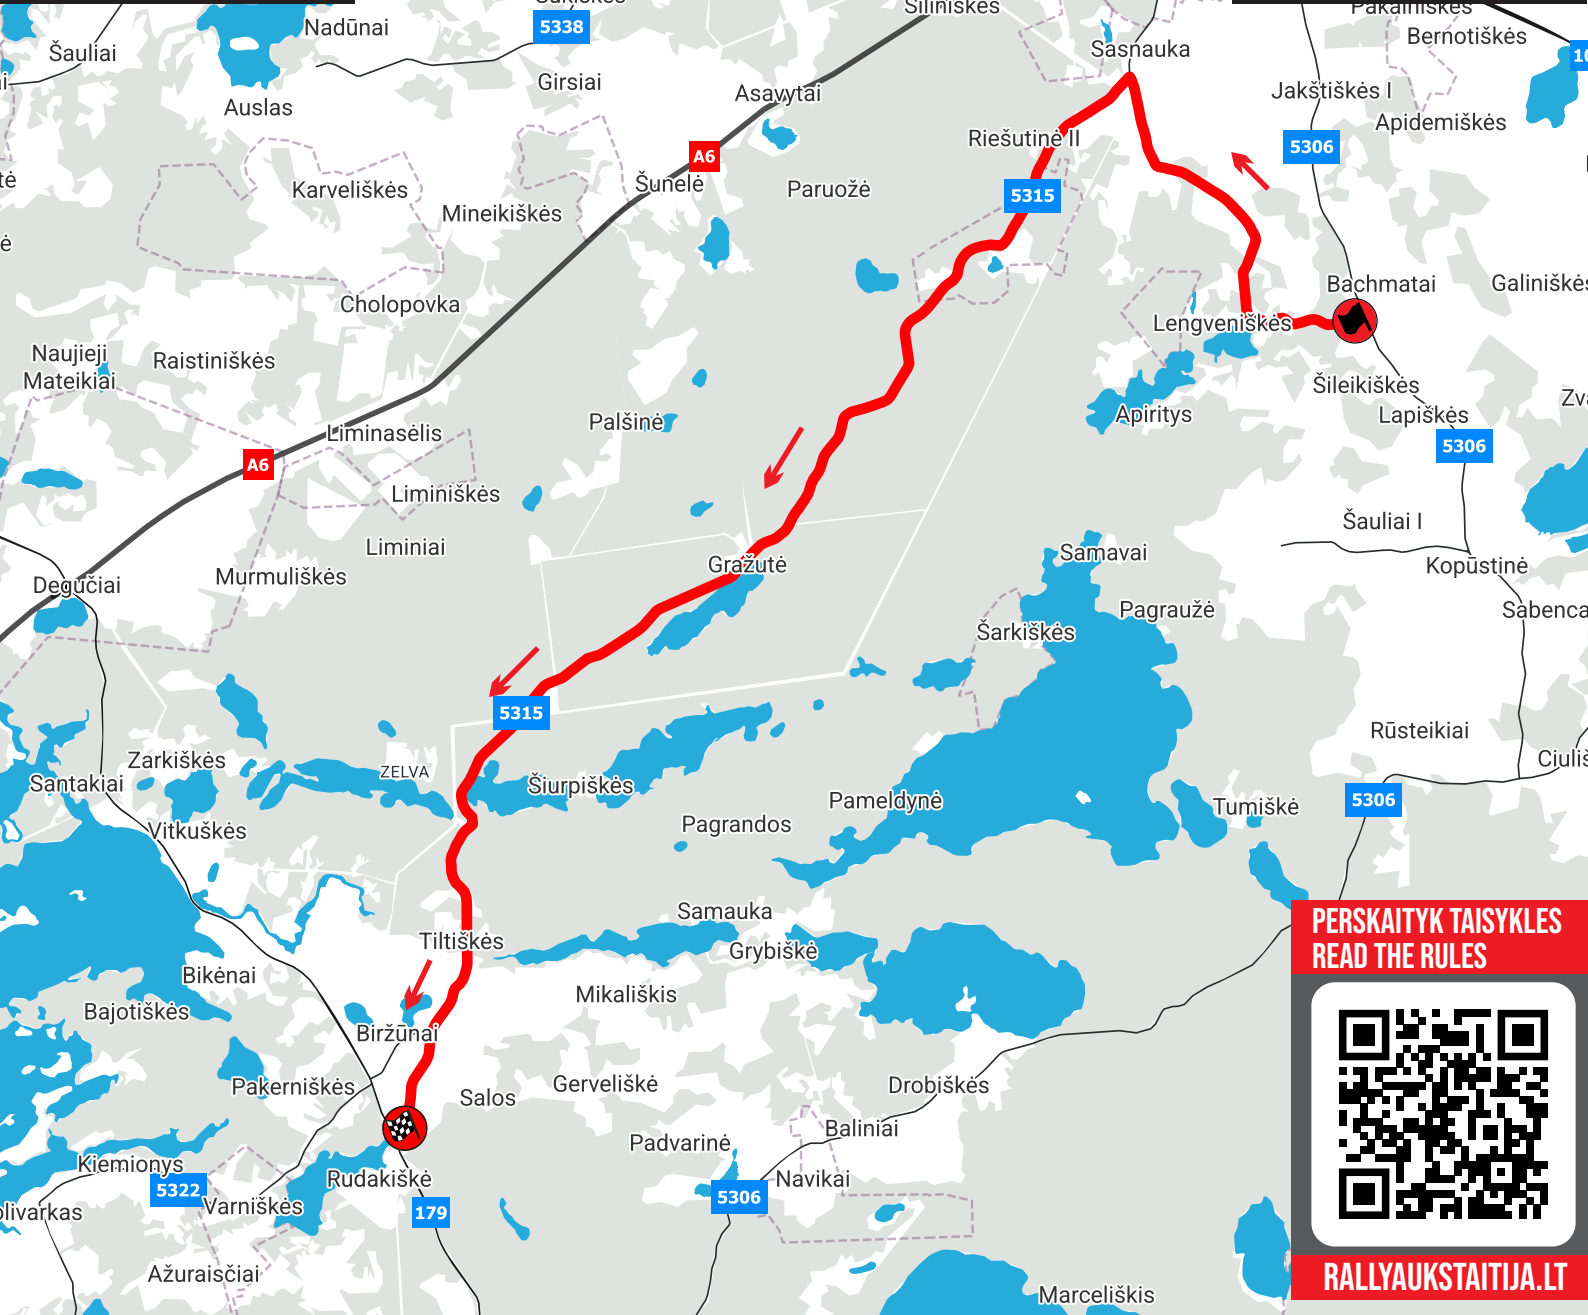 Siliniškės
Pakalniškės
Nadūnai
5338
Bernotiškės
Šauliai
Sasnauka
Girsiai
Jakštiškės I
Asavytai
Auslas
Apidemiškės
Riešutinė II
5306
A6
Šunelė
Karveliškės
Paruožė
5315
Mineikiškės
Bachmatai
Galiniškės
Cholopovka
Lengveniškės
Naujieji
Mateikiai
Raistiniškės
Šileikiškės
Apiritys
Lapiškės
Palšinė
Liminasėlis
5306
A6
Liminiškės
Šauliai I
Liminiai
Samavai
Gražutė
Kopūstinė
Murmuliškės
Degučiai
Pagraužė
Sabenca
Šarkiškės
5315
Rūsteikiai
Zarkiškės
ZELVA
Santakiai
Šiurpiškės
Pameldynė
5306
Tumiškė
Vitkuškės
Pagrandos
Samauka
PERSKAITYK TAISYKLES
READ THE RULES
Tiltiškės
Grybiškė
Bikėnai
Mikališkis
Bajotiškės
Biržūnai
Pakerniškės
Gerveliškė
Drobiškės
Salos
Baliniai
Padvarinė
Kiemionys
Rudakiškė
Navikai
5322
5306
Varniškės
179
Ažuraisčiai
RALLYAUKSTAITIJA.LT
Marceliškis